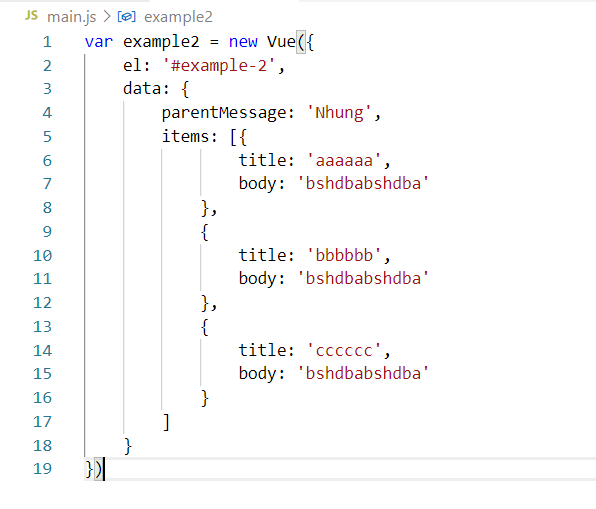 JS main.js > example2
1 var example2 = new Vue({
2     el: '#example-2',
3     data: {
4         parentMessage: 'Nhung',
5         items: [{
6                 title: 'aaaaaa',
7                 body: 'bshdbabshdba'
8             },
9             {
10                 title: 'bbbbbb',
11                 body: 'bshdbabshdba'
12             },
13             {
14                 title: 'cccccc',
15                 body: 'bshdbabshdba'
16             }
17         ]
18     }
19 })